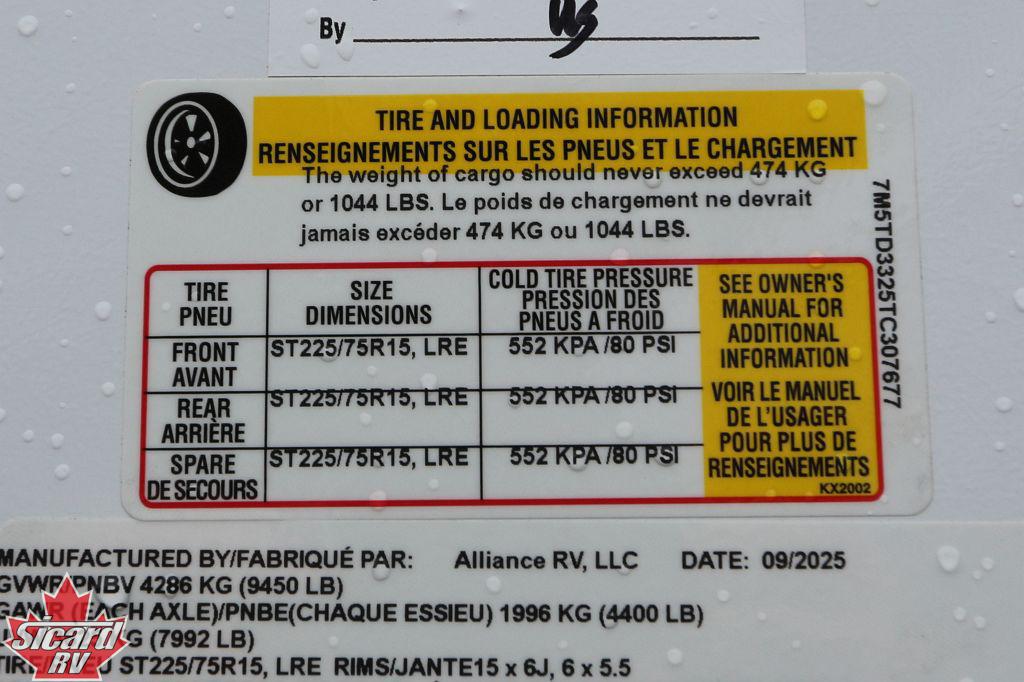 By
TIRE AND LOADING INFORMATION
RENSEIGNEMENTS SUR LES PNEUS ET LE CHARGEMENT
The weight of cargo should never exceed 474 KG
or 1044 LBS. Le poids de chargement ne devrait
jamais excéder 474 KG ou 1044 LBS.
7M5TD3325TC307677
TIRE
PNEU
SIZE
DIMENSIONS
COLD TIRE PRESSURE
PRESSION DES
PNEUS A FROID
FRONT
AVANT
ST225/75R15, LRE
552 KPA /80 PSI
REAR
ARRIÈRE
ST225/75R15, LRE
552 KPA /80 PSI
SPARE
DE SECOURS
ST225/75R15, LRE
552 KPA /80 PSI
SEE OWNER'S
MANUAL FOR
ADDITIONAL
INFORMATION
VOIR LE MANUEL
DE L'USAGER
POUR PLUS DE
RENSEIGNEMENTS
KX2002
MANUFACTURED BY/FABRIQUÉ PAR: Alliance RV, LLC DATE: 09/2025
GVWR/PNBV 4286 KG (9450 LB)
GAWR (EACH AXLE)/PNBE(CHAQUE ESSIEU) 1996 KG (4400 LB)
KG (7992 LB)
ST225/75R15, LRE RIMS/JANTE15 x 6J, 6 x 5.5
Sicard
RV